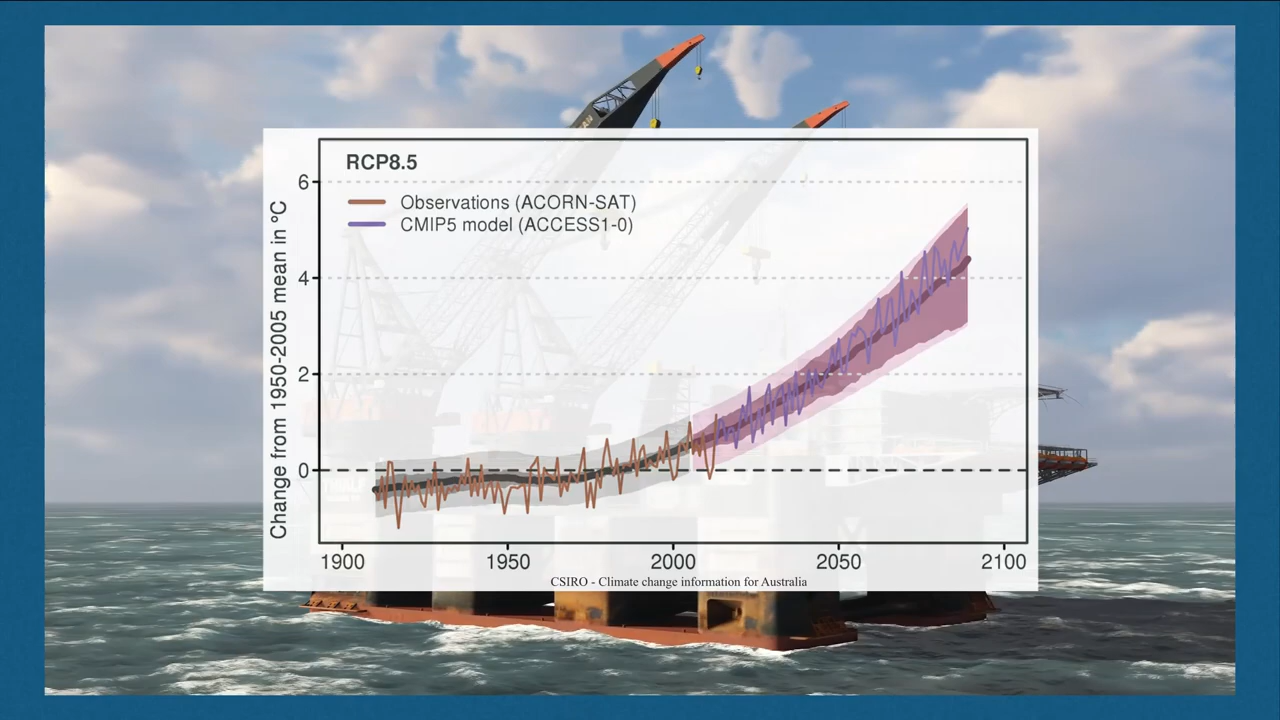 RCP8.5
Observations (ACORN-SAT)
CMIP5 model (ACCESS1-0)
Change from 1950-2005 mean in °C
6
4
2
0
1900 1950 2000 2050 2100
CSIRO - Climate change information for Australia